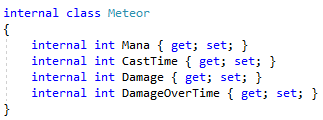 internal class Meteor
{
    internal int Mana { get; set; }
    internal int CastTime { get; set; }
    internal int Damage { get; set; }
    internal int DamageOverTime { get; set; }
}